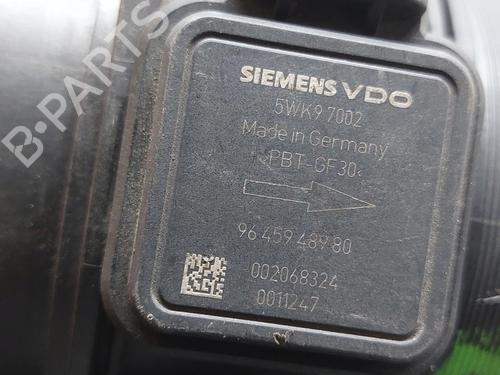 SIEMENS VDO
5WK9 7002
Made in Germany
>PBT-GF30<
96 459 489 80
002068324
0011247
B-PARTS